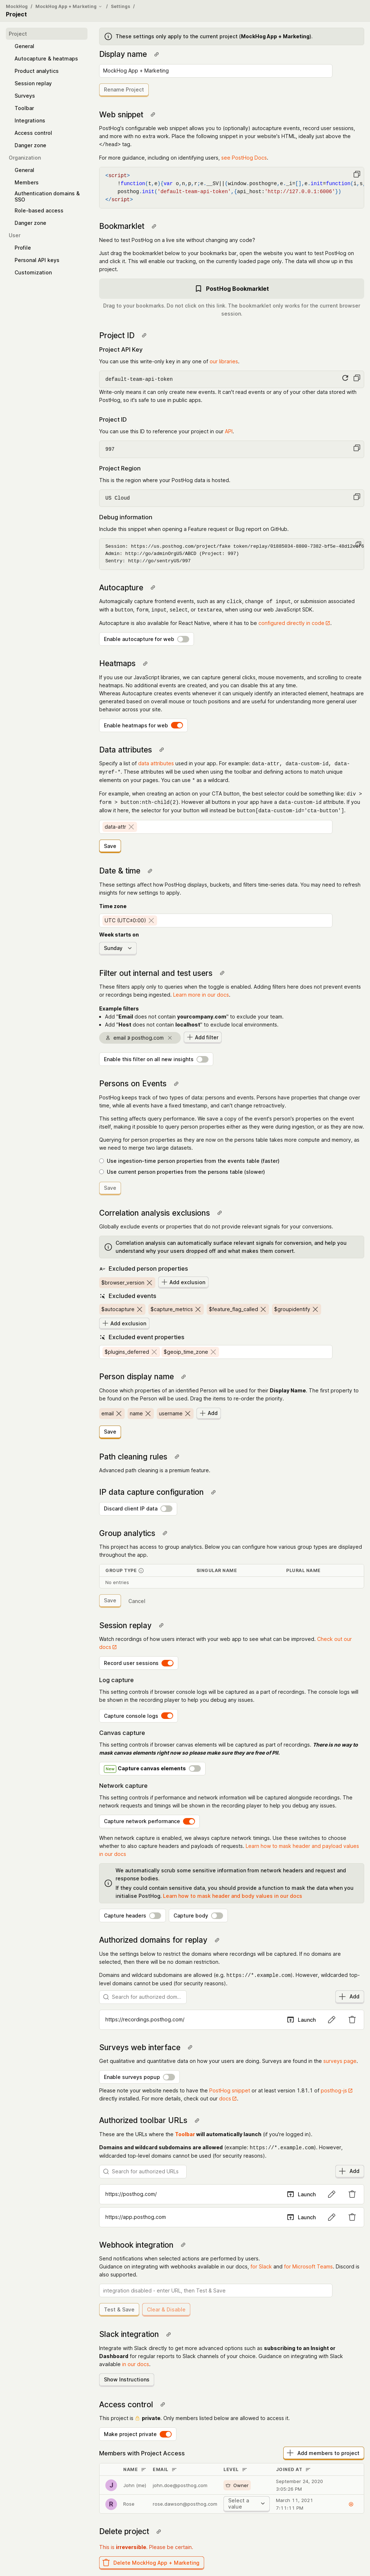 MockHog / MockHog App + Marketing / Settings /
Project
Project
General
Autocapture & heatmaps
Product analytics
Session replay
Surveys
Toolbar
Integrations
Access control
Danger zone
Organization
General
Members
Authentication domains &
SSO
Role-based access
Danger zone
User
Profile
Personal API keys
Customization
These settings only apply to the current project (MockHog App + Marketing).
Display name
MockHog App + Marketing
Rename Project
Web snippet
PostHog's configurable web snippet allows you to (optionally) autocapture events, record user sessions,
and more with no extra work. Place the following snippet in your website's HTML, ideally just above the
</head> tag.
For more guidance, including on identifying users, see PostHog Docs.
<script>
!function(t,e){var o,n,p,r;e.__SV||(window.posthog=e,e._i=[],e.init=function(i,s,
posthog.init('default-team-api-token',{api_host:'http://127.0.0.1:8006'})
</script>
Bookmarklet
Need to test PostHog on a live site without changing any code?
Just drag the bookmarklet below to your bookmarks bar, open the website you want to test PostHog on
and click it. This will enable our tracking, on the currently loaded page only. The data will show up in this
project.
PostHog Bookmarklet
Drag to your bookmarks. Do not click on this link. The bookmarklet only works for the current browser
session.
Project ID
Project API Key
You can use this write-only key in any one of our libraries.
default-team-api-token
Write-only means it can only create new events. It can't read events or any of your other data stored with
PostHog, so it's safe to use in public apps.
Project ID
You can use this ID to reference your project in our API.
997
Project Region
This is the region where your PostHog data is hosted.
US Cloud
Debug information
Include this snippet when opening a Feature request or Bug report on GitHub.
Admin: http://go/adminOrgUS/ABCD (Project: 997)
Sentry: http://go/sentryUS/997
Autocapture
Automagically capture frontend events, such as any click, change of input, or submission associated
with a button, form, input, select, or textarea, when using our web JavaScript SDK.
Autocapture is also available for React Native, where it has to be configured directly in code.
Enable autocapture for web
Heatmaps
If you use our JavaScript libraries, we can capture general clicks, mouse movements, and scrolling to create
heatmaps. No additional events are created, and you can disable this at any time.
Whereas Autocapture creates events whenever it can uniquely identify an interacted element, heatmaps are
generated based on overall mouse or touch positions and are useful for understanding more general user
behavior across your site.
Enable heatmaps for web
Data attributes
Specify a list of data attributes used in your app. For example: data-attr, data-custom-id, data-
myref-*. These attributes will be used when using the toolbar and defining actions to match unique
elements on your pages. You can use * as a wildcard.
For example, when creating an action on your CTA button, the best selector could be something like: div >
form > button:nth-child(2). However all buttons in your app have a data-custom-id attribute. If you
allow it here, the selector for your button will instead be button[data-custom-id='cta-button'].
data-attr
Save
Date & time
These settings affect how PostHog displays, buckets, and filters time-series data. You may need to refresh
insights for new settings to apply.
Time zone
UTC (UTC±0:00)
Week starts on
Sunday
Filter out internal and test users
These filters apply only to queries when the toggle is enabled. Adding filters here does not prevent events
or recordings being ingested. Learn more in our docs.
Example filters
Add "Email does not contain yourcompany.com" to exclude your team.
Add "Host does not contain localhost" to exclude local environments.
email ∌ posthog.com
Add filter
Enable this filter on all new insights
Persons on Events
PostHog keeps track of two types of data: persons and events. Persons have properties that change over
time, while all events have a fixed timestamp, and can't change retroactively.
This setting affects query performance. We save a copy of the event's person's properties on the event
itself, making it possible to query person properties either as they were during ingestion, or as they are now.
Querying for person-properties as they are now on the persons table takes more compute and memory, as
we need to merge two large datasets.
Use ingestion-time person properties from the events table (faster)
Use current person properties from the persons table (slower)
Save
Correlation analysis exclusions
Globally exclude events or properties that do not provide relevant signals for your conversions.
Correlation analysis can automatically surface relevant signals for conversion, and help you
understand why your users dropped off and what makes them convert.
Excluded person properties
$browser_version
Add exclusion
Excluded events
$autocapture
$capture_metrics
$feature_flag_called
$groupidentify
Add exclusion
Excluded event properties
$plugins_deferred
$geoip_time_zone
Person display name
Choose which properties of an identified Person will be used for their Display Name. The first property to
be found on the Person will be used. Drag the items to re-order the priority.
email
name
username
Add
Save
Path cleaning rules
Advanced path cleaning is a premium feature.
IP data capture configuration
Discard client IP data
Group analytics
This project has access to group analytics. Below you can configure how various group types are displayed
throughout the app.
GROUP TYPE SINGULAR NAME PLURAL NAME
No entries
Save
Cancel
Session replay
Watch recordings of how users interact with your web app to see what can be improved. Check out our
docs
Record user sessions
Log capture
This setting controls if browser console logs will be captured as a part of recordings. The console logs will
be shown in the recording player to help you debug any issues.
Capture console logs
Canvas capture
This setting controls if browser canvas elements will be captured as part of recordings. There is no way to
mask canvas elements right now so please make sure they are free of PII.
New Capture canvas elements
Network capture
This setting controls if performance and network information will be captured alongside recordings. The
network requests and timings will be shown in the recording player to help you debug any issues.
Capture network performance
When network capture is enabled, we always capture network timings. Use these switches to choose
whether to also capture headers and payloads of requests. Learn how to mask header and payload values
in our docs
We automatically scrub some sensitive information from network headers and request and
response bodies.
If they could contain sensitive data, you should provide a function to mask the data when you
initialise PostHog. Learn how to mask header and body values in our docs
Capture headers
Capture body
Authorized domains for replay
Use the settings below to restrict the domains where recordings will be captured. If no domains are
selected, then there will be no domain restriction.
Domains and wildcard subdomains are allowed (e.g. https://*.example.com). However, wildcarded top-
level domains cannot be used (for security reasons).
Search for authorized dom...
Add
https://recordings.posthog.com/
Launch
Surveys web interface
Get qualitative and quantitative data on how your users are doing. Surveys are found in the surveys page.
Enable surveys popup
Please note your website needs to have the PostHog snippet or at least version 1.81.1 of posthog-js
directly installed. For more details, check out our docs.
Authorized toolbar URLs
These are the URLs where the Toolbar will automatically launch (if you're logged in).
Domains and wildcard subdomains are allowed (example: https://*.example.com). However,
wildcarded top-level domains cannot be used (for security reasons).
Search for authorized URLs
Add
https://posthog.com/
Launch
https://app.posthog.com
Launch
Webhook integration
Send notifications when selected actions are performed by users.
Guidance on integrating with webhooks available in our docs, for Slack and for Microsoft Teams. Discord is
also supported.
integration disabled - enter URL, then Test & Save
Test & Save
Clear & Disable
Slack integration
Integrate with Slack directly to get more advanced options such as subscribing to an Insight or
Dashboard for regular reports to Slack channels of your choice. Guidance on integrating with Slack
available in our docs.
Show Instructions
Access control
This project is private. Only members listed below are allowed to access it.
Make project private
Members with Project Access
Add members to project
NAME EMAIL LEVEL JOINED AT
J John (me) john.doe@posthog.com Owner September 24, 2020
3:05:26 PM
R Rose rose.dawson@posthog.com Select a
value
March 11, 2021
7:11:11 PM
Delete project
This is irreversible. Please be certain.
Delete MockHog App + Marketing